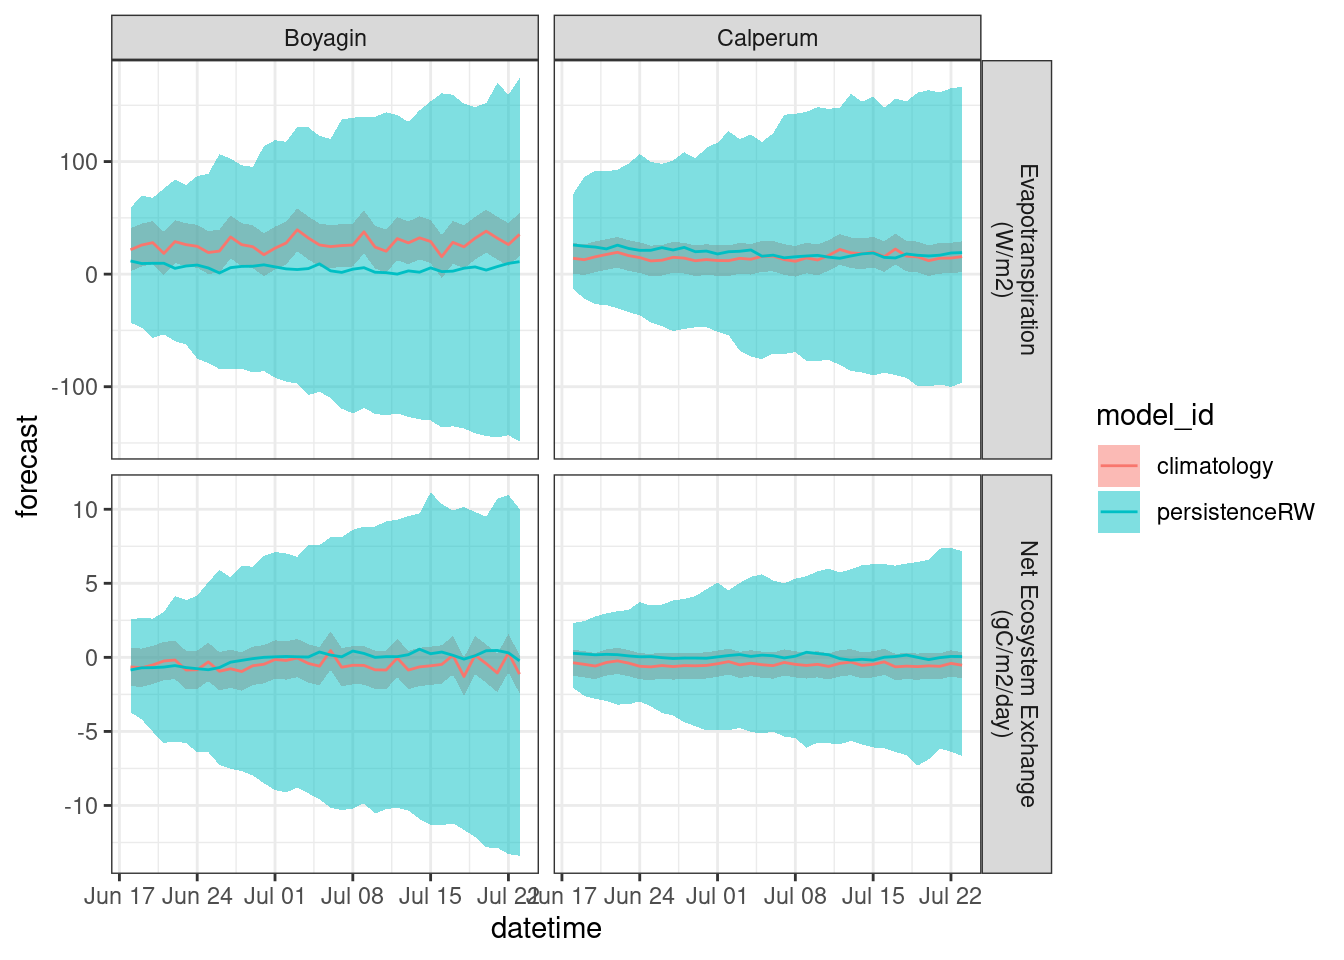 Boyagin
Calperum
100
0
-100
Evapotranspiration
(W/m2)
10
5
0
-5
-10
Net Ecosystem Exchange
(gC/m2/day)
forecast
Jun 17 Jun 24 Jul 01 Jul 08 Jul 15 Jul 22
Jun 17 Jun 24 Jul 01 Jul 08 Jul 15 Jul 22
datetime
model_id
climatology
persistenceRW